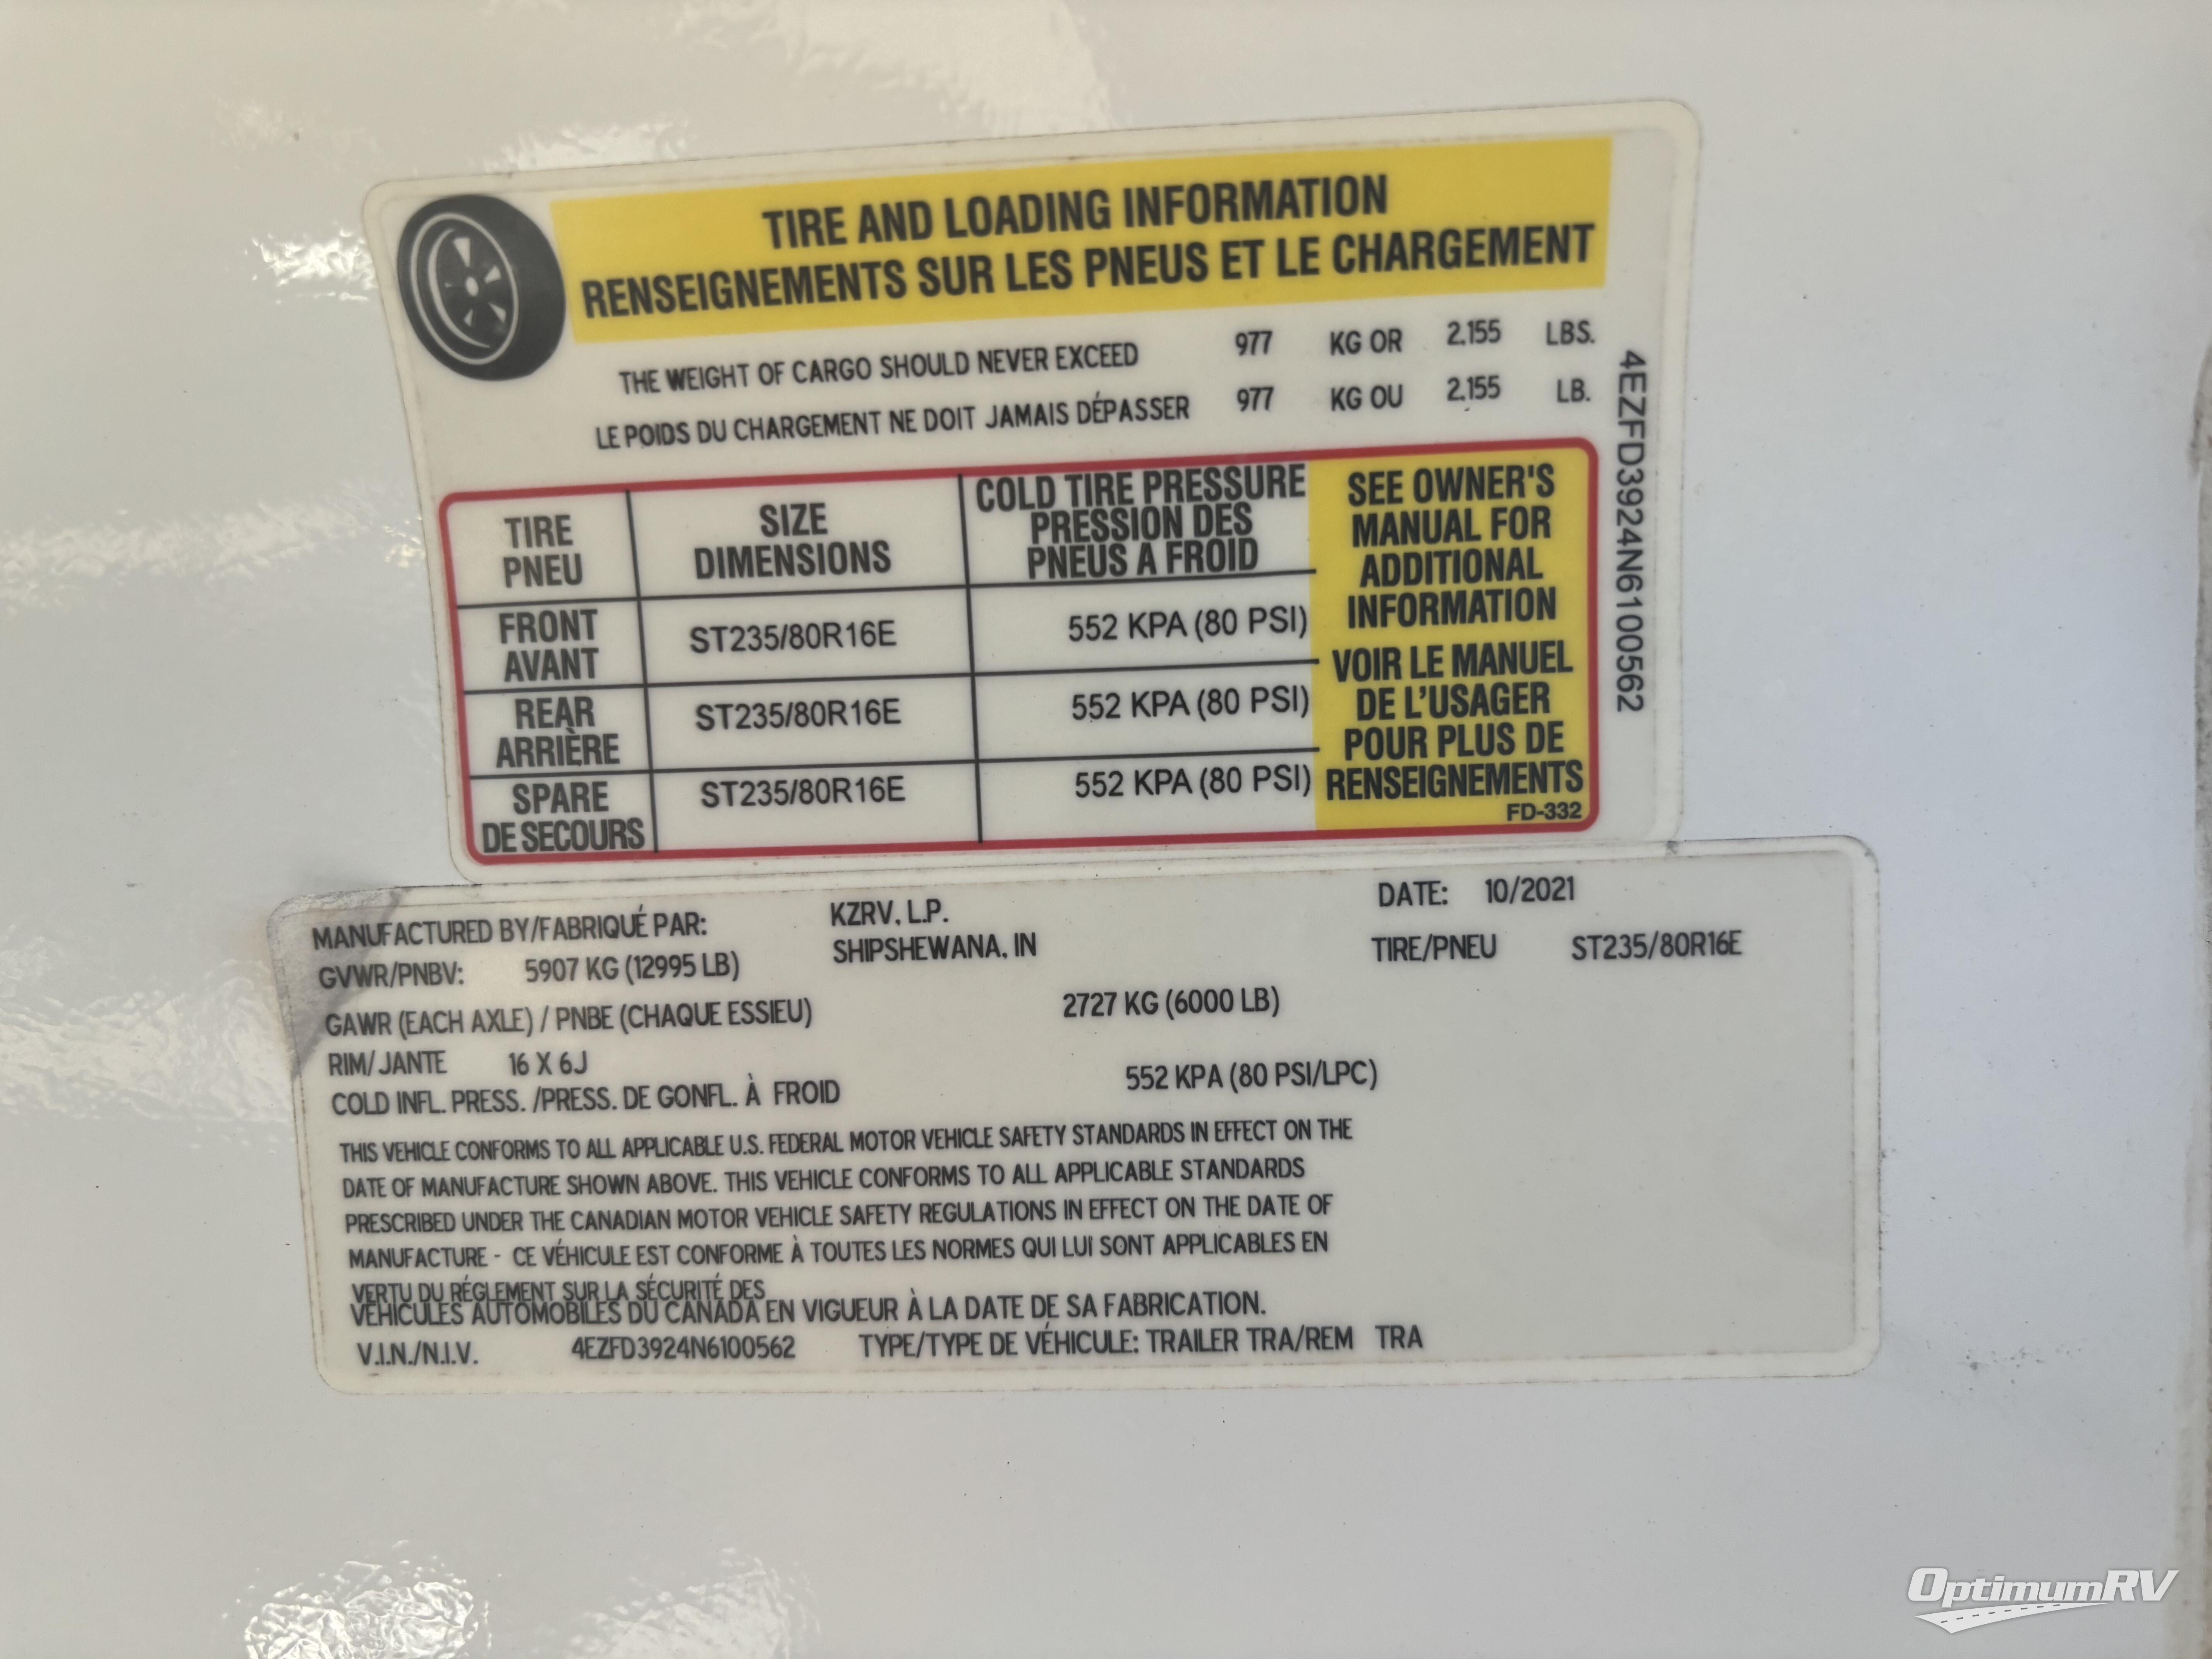 TIRE AND LOADING INFORMATION
RENSEIGNEMENTS SUR LES PNEUS ET LE CHARGEMENT
THE WEIGHT OF CARGO SHOULD NEVER EXCEED 977 KG OR 2,155 LBS.
LE POIDS DU CHARGEMENT NE DOIT JAMAIS DÉPASSER 977 KG OU 2,155 LB.
TIRE PNEU SIZE DIMENSIONS COLD TIRE PRESSURE PRESSION DES PNEUS A FROID
FRONT AVANT ST235/80R16E 552 KPA (80 PSI)
REAR ARRIÈRE ST235/80R16E 552 KPA (80 PSI)
SPARE DE SECOURS ST235/80R16E 552 KPA (80 PSI)
SEE OWNER'S
MANUAL FOR
ADDITIONAL
INFORMATION
VOIR LE MANUEL
DE L'USAGER
POUR PLUS DE
RENSEIGNEMENTS
FD-332
4EZFD3924N6100562
MANUFACTURED BY/FABRIQUÉ PAR: KZRV, L.P. DATE: 10/2021
SHIPSHEWANA, IN
GVWR/PNBV: 5907 KG (12995 LB) TIRE/PNEU ST235/80R16E
GAWR (EACH AXLE) / PNBE (CHAQUE ESSIEU) 2727 KG (6000 LB)
RIM/JANTE 16 X 6J
COLD INFL. PRESS. /PRESS. DE GONFL. À FROID 552 KPA (80 PSI/LPC)
THIS VEHICLE CONFORMS TO ALL APPLICABLE U.S. FEDERAL MOTOR VEHICLE SAFETY STANDARDS IN EFFECT ON THE
DATE OF MANUFACTURE SHOWN ABOVE. THIS VEHICLE CONFORMS TO ALL APPLICABLE STANDARDS
PRESCRIBED UNDER THE CANADIAN MOTOR VEHICLE SAFETY REGULATIONS IN EFFECT ON THE DATE OF
MANUFACTURE - CE VÉHICULE EST CONFORME À TOUTES LES NORMES QUI LUI SONT APPLICABLES EN
VERTU DU RÉGLEMENT SUR LA SÉCURITÉ DES
VÉHICULES AUTOMOBILES DU CANADA EN VIGUEUR À LA DATE DE SA FABRICATION.
V.I.N./N.I.V. 4EZFD3924N6100562 TYPE/TYPE DE VÉHICULE: TRAILER TRA/REM TRA
OptimumRV